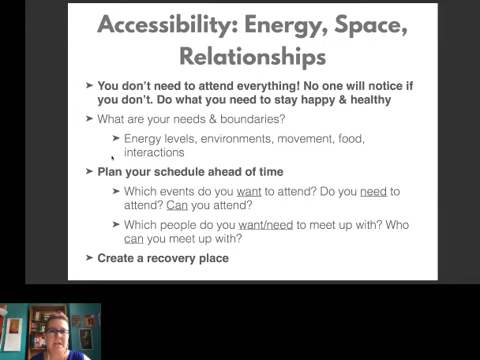 Accessibility: Energy, Space,
Relationships
➤ You don't need to attend everything! No one will notice if
you don't. Do what you need to stay happy & healthy
➤ What are your needs & boundaries?
➤ Energy levels, environments, movement, food,
interactions
➤ Plan your schedule ahead of time
➤ Which events do you want to attend? Do you need to
attend? Can you attend?
➤ Which people do you want/need to meet up with? Who
can you meet up with?
➤ Create a recovery place